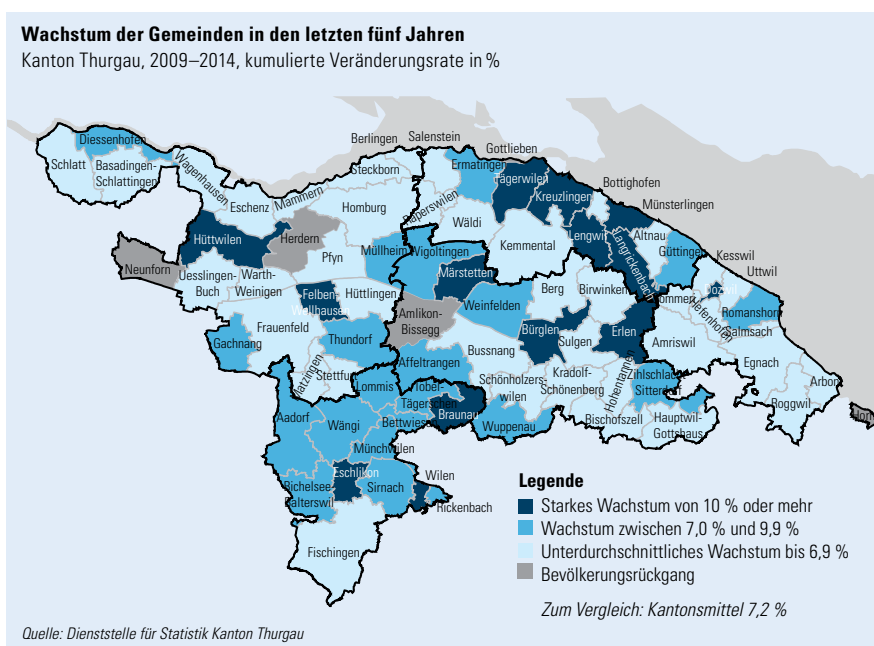 Wachstum der Gemeinden in den letzten fünf Jahren
Kanton Thurgau, 2009–2014, kumulierte Veränderungsrate in %
Diessenhofen
Schlatt
Basadingen-
Schlattingen
Wagenhausen
Eschenz
Mammern
Berlingen
Salenstein
Steckborn
Homburg
Gottlieben
Ermatingen
Tägerwilen
Kreuzlingen
Bottighofen
Münsterlingen
Raperswilen
Wäldi
Kemmental
Lengwil
Langrickenbach
Altnau
Güttingen
Kesswil
Uttwil
Hüttwilen
Herdern
Neunforn
Uesslingen-
Buch
Warth-
Weinigen
Pfyn
Müllheim
Wigoltingen
Märstetten
Felben-
Wellhausen
Hüttlingen
Amlikon-
Bissegg
Weinfelden
Berg
Birwinken
Sommeri
Dozwil
Hefenhofen
Romanshorn
Salmsach
Frauenfeld
Gachnang
Thundorf
Bürglen
Sulgen
Erlen
Amriswil
Egnach
Arbon
Roggwil
Horn
Matzingen
Stettfurt
Affeltrangen
Bussnang
Schönholzers-
wilen
Kradolf-
Schönenberg
Hohentannen
Zihlschlacht-
Sitterdorf
Bischofszell
Hauptwil-
Gottshaus
Lommis
Tobel-
Tägerschen
Braunau
Wuppenau
Aadorf
Wängi
Bettwiesen
Münchwilen
Eschlikon
Sirnach
Wilen
Rickenbach
Bichelsee-
Balterswil
Fischingen
Legende
Starkes Wachstum von 10 % oder mehr
Wachstum zwischen 7,0 % und 9,9 %
Unterdurchschnittliches Wachstum bis 6,9 %
Bevölkerungsrückgang
Zum Vergleich: Kantonsmittel 7,2 %
Quelle: Dienststelle für Statistik Kanton Thurgau